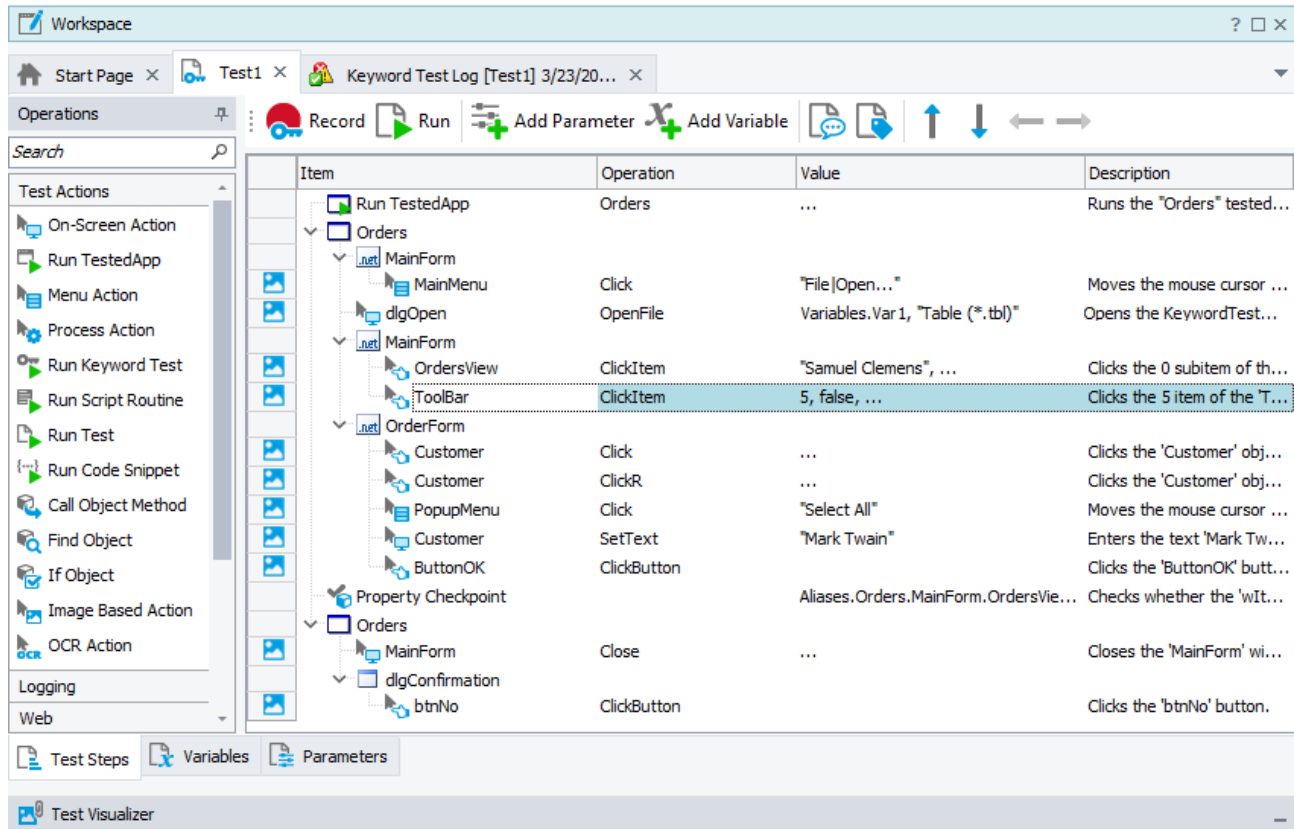 Workspace
Start Page
Test1
Keyword Test Log [Test1] 3/23/20...
Operations
Record Run Add Parameter Add Variable
Search
Test Actions
On-Screen Action
Run TestedApp
Menu Action
Process Action
Run Keyword Test
Run Script Routine
Run Test
Run Code Snippet
Call Object Method
Find Object
If Object
Image Based Action
OCR Action
Logging
Web
Item Operation Value Description
Run TestedApp Orders ... Runs the "Orders" tested...
Orders
.net MainForm
MainMenu Click "File|Open..." Moves the mouse cursor ...
dlgOpen OpenFile Variables.Var1, "Table (*.tbl)" Opens the KeywordTest...
.net MainForm
OrdersView ClickItem "Samuel Clemens", ... Clicks the 0 subitem of th...
ToolBar ClickItem 5, false, ... Clicks the 5 item of the 'T...
.net OrderForm
Customer Click ... Clicks the 'Customer' obj...
Customer ClickR ... Clicks the 'Customer' obj...
PopupMenu Click "Select All" Moves the mouse cursor ...
Customer SetText "Mark Twain" Enters the text 'Mark Tw...
ButtonOK ClickButton Clicks the 'ButtonOK' butt...
Property Checkpoint Aliases.Orders.MainForm.OrdersVie... Checks whether the 'wIt...
Orders
MainForm Close ... Closes the 'MainForm' wi...
dlgConfirmation
btnNo ClickButton Clicks the 'btnNo' button.
Test Steps Variables Parameters
Test Visualizer